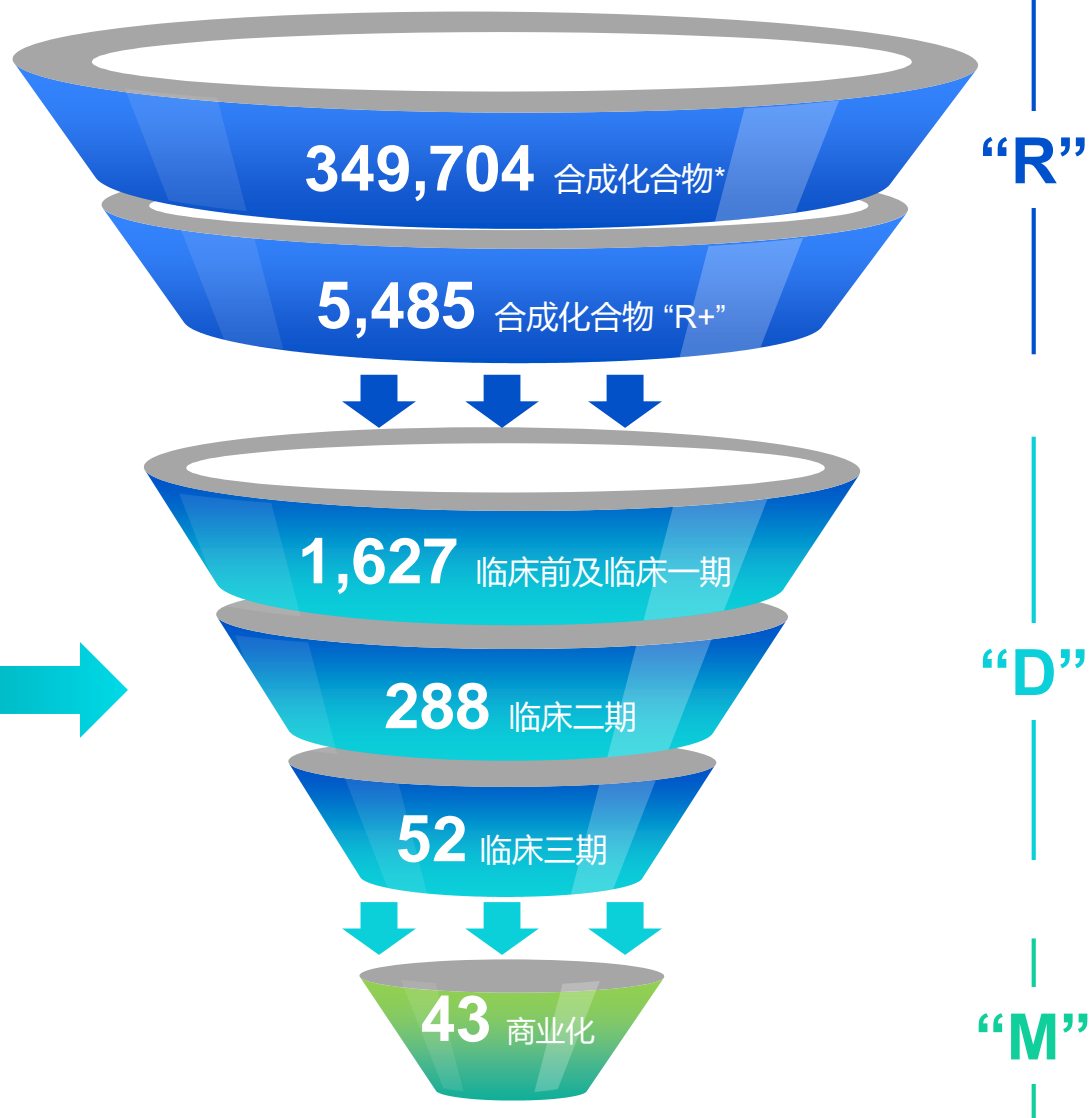 349,704 合成化合物*
“R”
5,485 合成化合物 “R+”
1,627 临床前及临床一期
“D”
288 临床二期
52 临床三期
43 商业化
“M”